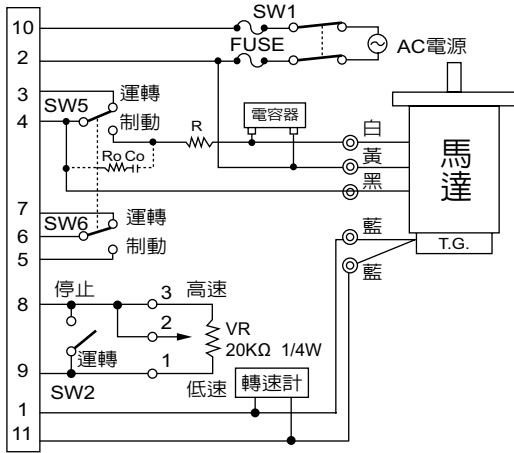 SW1
10
FUSE
AC電源
2
3
運轉
SW5
電容器
4
制動
R
白
Ro Co
黃
馬達
黑
7
運轉
藍
SW6
6
制動
T.G.
5
藍
停止
3
高速
8
2
VR
20KΩ 1/4W
運轉
1
9
低速
轉速計
SW2
1
11